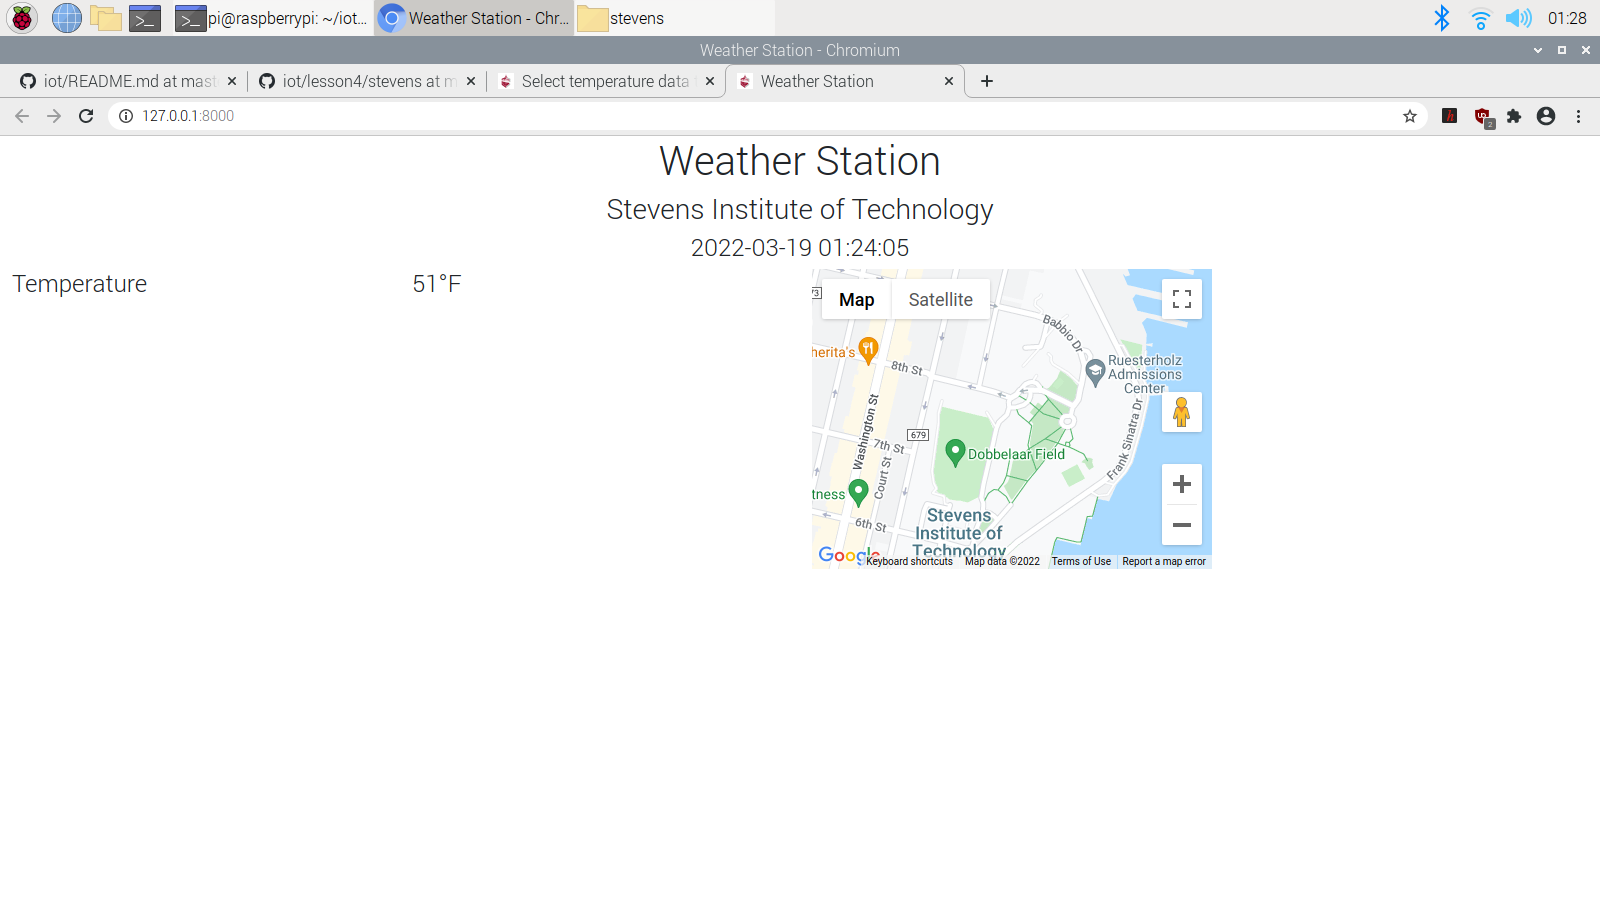 pi@raspberrypi: ~/iot...
Weather Station - Chr...
stevens
01:28
Weather Station - Chromium
iot/README.md at mast
iot/lesson4/stevens at m
Select temperature data
Weather Station
127.0.0.1:8000
2
Weather Station
Stevens Institute of Technology
2022-03-19 01:24:05
Temperature
51°F
Map
Satellite
73
Babbio Dr
herita's
8th St
Ruesterholz
Admissions
Center
Washington St
679
7th St
Court St
Dobbelaar Field
Frank Sinatra Dr
tness
6th St
Stevens
Institute of
Technology
Google
Keyboard shortcuts
Map data ©2022
Terms of Use
Report a map error